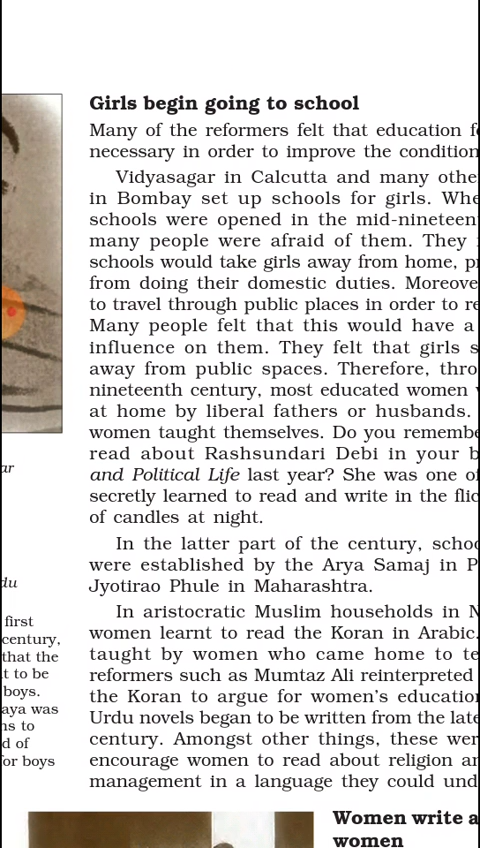 Girls begin going to school
Many of the reformers felt that education
necessary in order to improve the condition
Vidyasagar in Calcutta and many othe
in Bombay set up schools for girls. Whe
schools were opened in the mid-nineteen
many people were afraid of them. They
schools would take girls away from home, p
from doing their domestic duties. Moreove
to travel through public places in order to re
Many people felt that this would have a
influence on them. They felt that girls s
away from public spaces. Therefore, thro
nineteenth century, most educated women
at home by liberal fathers or husbands.
women taught themselves. Do you remembe
read about Rashsundari Debi in your b
and Political Life last year? She was one of
secretly learned to read and write in the flic
of candles at night.
In the latter part of the century, schoo
were established by the Arya Samaj in P
Jyotirao Phule in Maharashtra.
In aristocratic Muslim households in N
women learnt to read the Koran in Arabic.
taught by women who came home to te
reformers such as Mumtaz Ali reinterpreted
the Koran to argue for women's education
Urdu novels began to be written from the late
century. Amongst other things, these wer
encourage women to read about religion an
management in a language they could und
ar
du
first
century,
that the
t to be
boys.
aya was
ns to
d of
for boys
Women write a
women